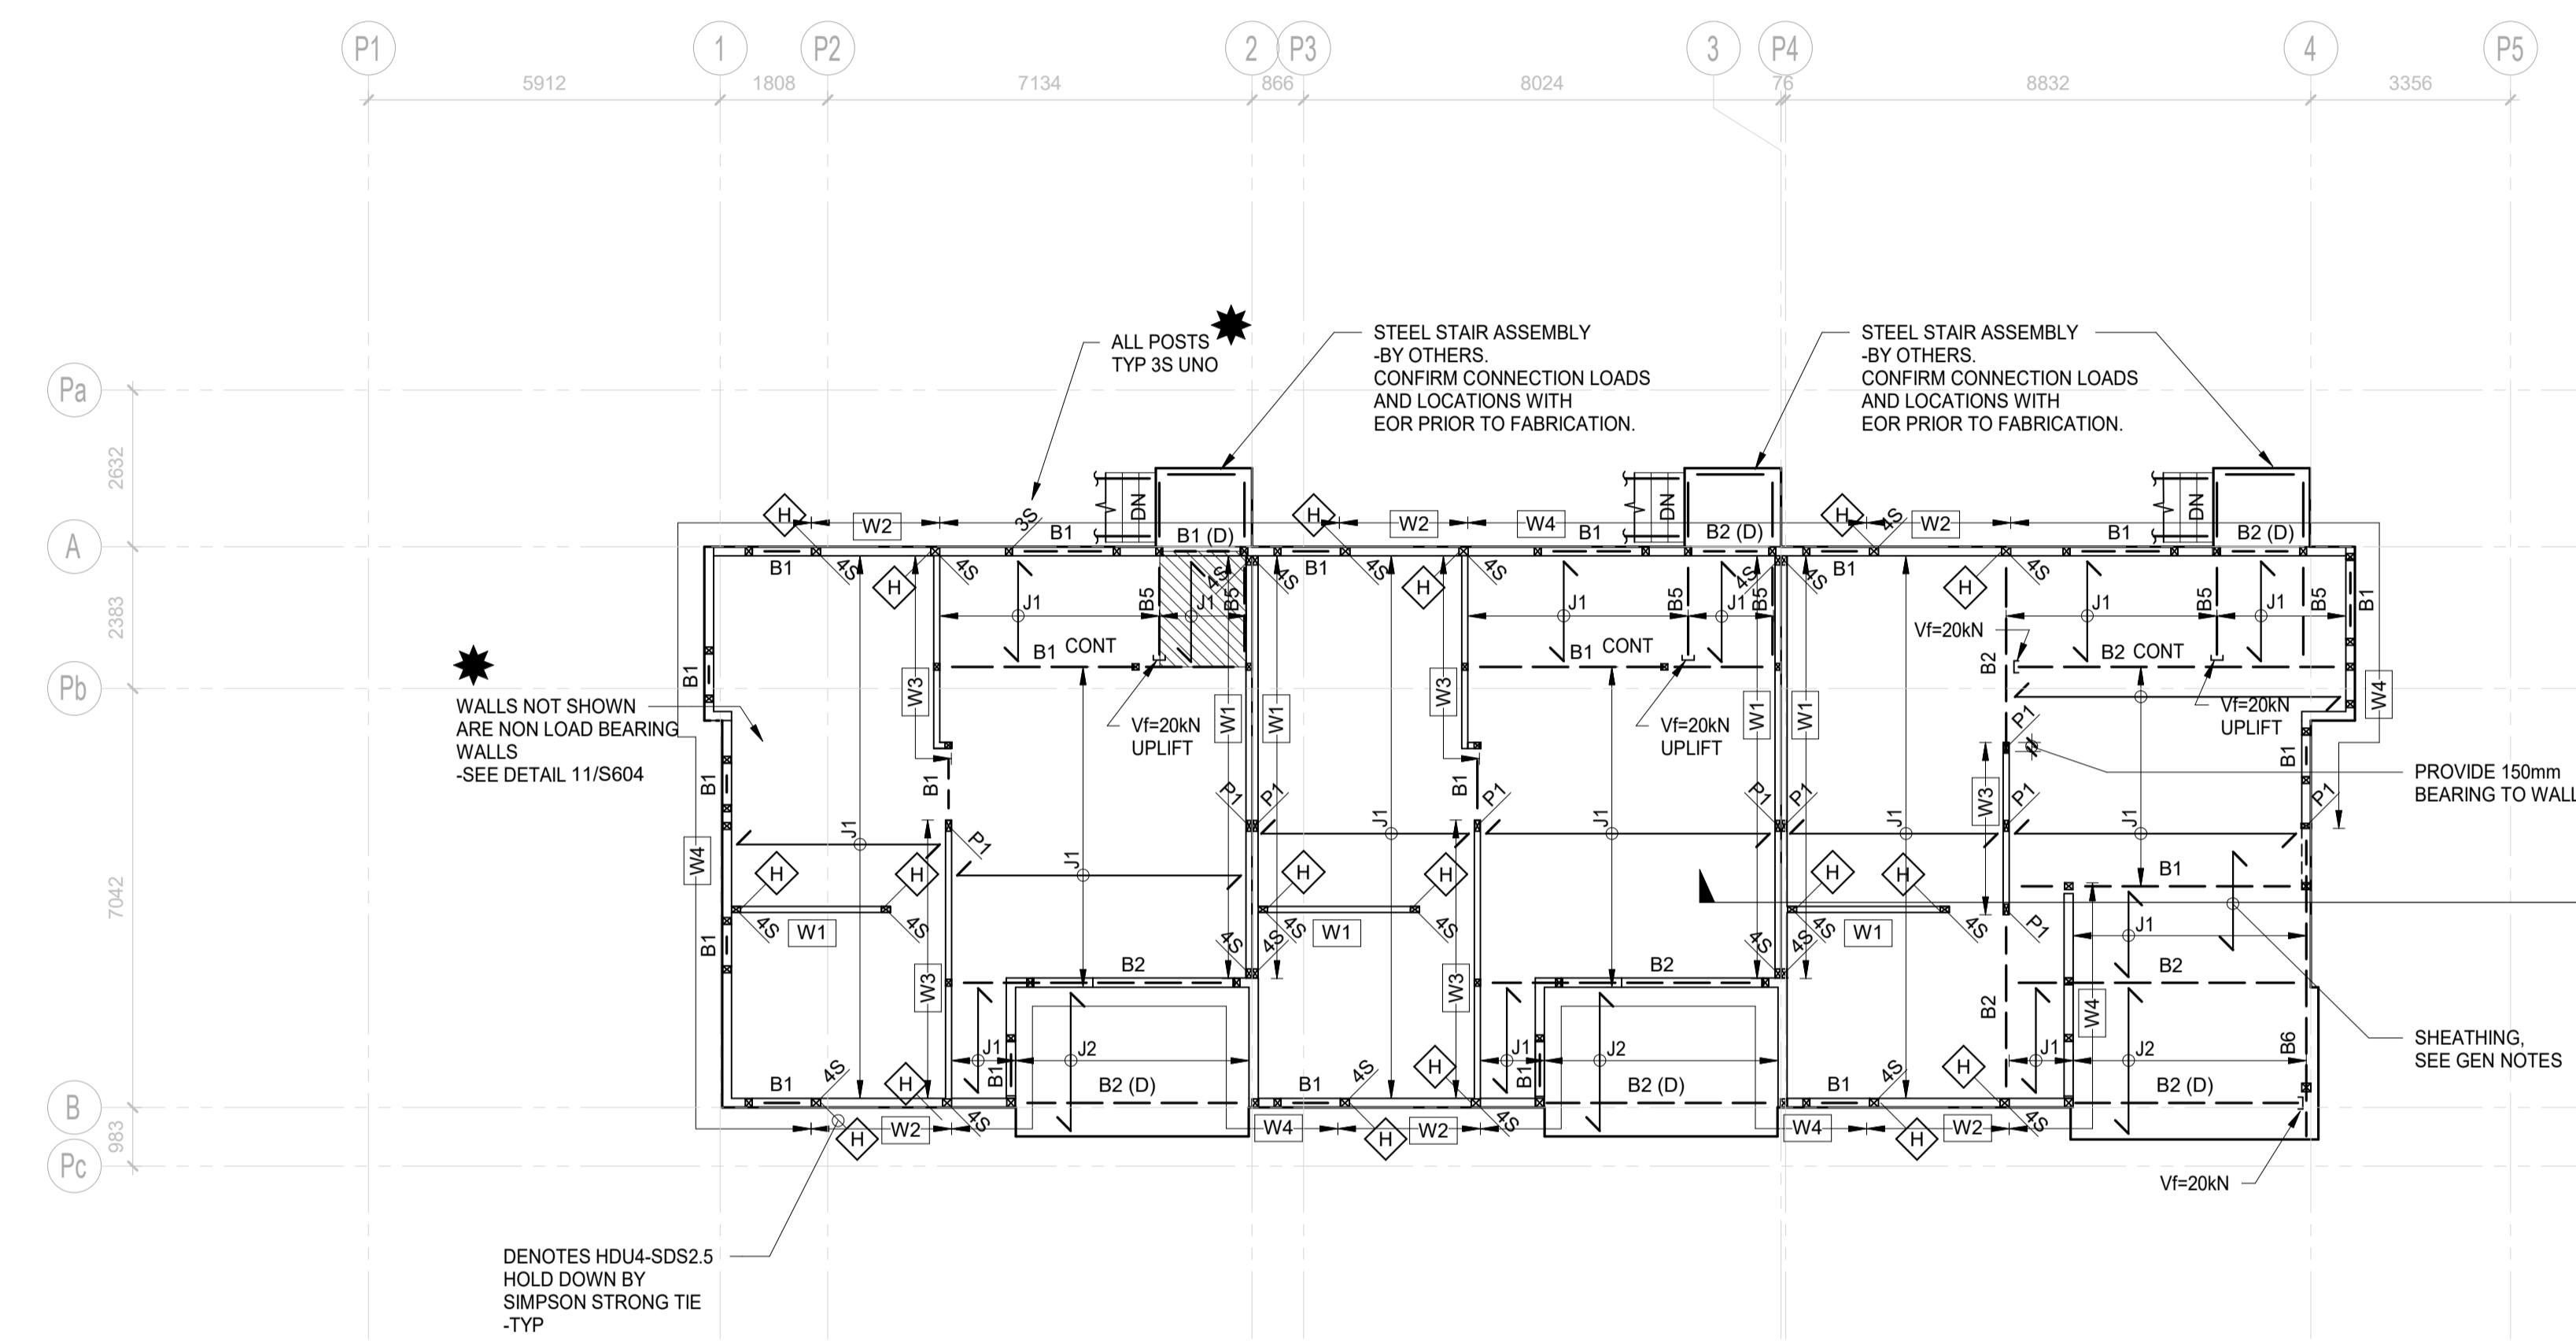 P1 1 P2 2 P3 3 P4 4 P5
5912 1808 7134 866 8024 76 8832 3356
Pa
2632
A
2383
Pb
7042
B
983
Pc
ALL POSTS
TYP 3S UNO
STEEL STAIR ASSEMBLY
-BY OTHERS.
CONFIRM CONNECTION LOADS
AND LOCATIONS WITH
EOR PRIOR TO FABRICATION.
STEEL STAIR ASSEMBLY
-BY OTHERS.
CONFIRM CONNECTION LOADS
AND LOCATIONS WITH
EOR PRIOR TO FABRICATION.
DN DN DN
H W2 3S B1 B1 (D) H W2 W4 B1 B2 (D) H 4S W2 B1 B2 (D)
B1 4S H 4S 4S 4S B1 4S H 4S 4S 4S B1 H 4S
J1 B5 J1 B5 J1 B5 J1 B5 J1 B5 J1 B5 B1
B1 CONT B1 CONT Vf=20kN B2 CONT
B1 W3 W3 B2 W4
WALLS NOT SHOWN
ARE NON LOAD BEARING
WALLS
-SEE DETAIL 11/S604
Vf=20kN
UPLIFT
W1 W1
Vf=20kN
UPLIFT
W1 W1
Vf=20kN
UPLIFT
P1
PROVIDE 150mm
BEARING TO WALL
B1 B1 P1 P1 B1 P1 P1 P1 W3 P1 B1 P1
J1 P1 J1 J1 J1 J1 J1
W4 H H H H H H B1
4S W1 4S 4S W1 4S 4S W1 4S P1
B1 4S 4S 4S 4S J1
W3 B2 W3 B2 B2 W4 B2
SHEATHING,
SEE GEN NOTES
J1 J2 J1 J2 J1 J2 B6
B1 4S H B1 B2 (D) B1 4S H B1 B2 (D) B1 4S H B2 (D)
H W2 4S W4 H W2 4S W4 H W2 4S
Vf=20kN
DENOTES HDU4-SDS2.5
HOLD DOWN BY
SIMPSON STRONG TIE
-TYP